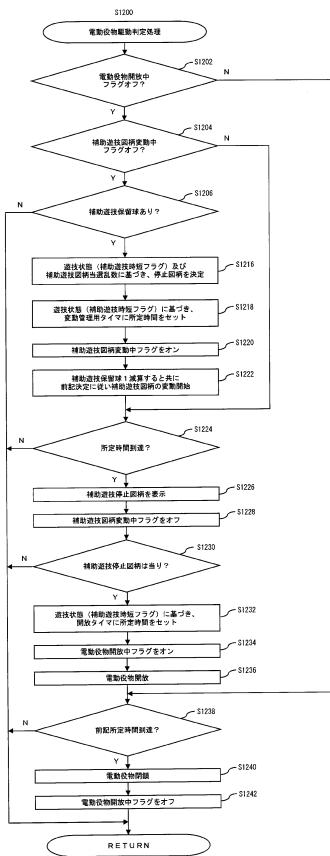 S1200
電動役物駆動判定処理
S1202
電動役物開放中
フラグオフ?
N
Y
S1204
補助遊技図柄変動中
フラグオフ?
N
Y
S1206
補助遊技保留球あり?
N
Y
S1216
遊技状態(補助遊技時短フラグ)及び
補助遊技図柄当選乱数に基づき、停止図柄を決定
S1218
遊技状態(補助遊技時短フラグ)に基づき、
変動管理用タイマに所定時間をセット
S1220
補助遊技図柄変動中フラグをオン
S1222
補助遊技保留球1減算すると共に
前記決定に従い補助遊技図柄の変動開始
S1224
所定時間到達?
N
Y
S1226
補助遊技停止図柄を表示
S1228
補助遊技図柄変動中フラグをオフ
S1230
補助遊技停止図柄は当り?
N
Y
S1232
遊技状態(補助遊技時短フラグ)に基づき、
開放タイマに所定時間をセット
S1234
電動役物開放中フラグをオン
S1236
電動役物開放
S1238
前記所定時間到達?
N
Y
S1240
電動役物閉鎖
S1242
電動役物開放中フラグをオフ
RETURN